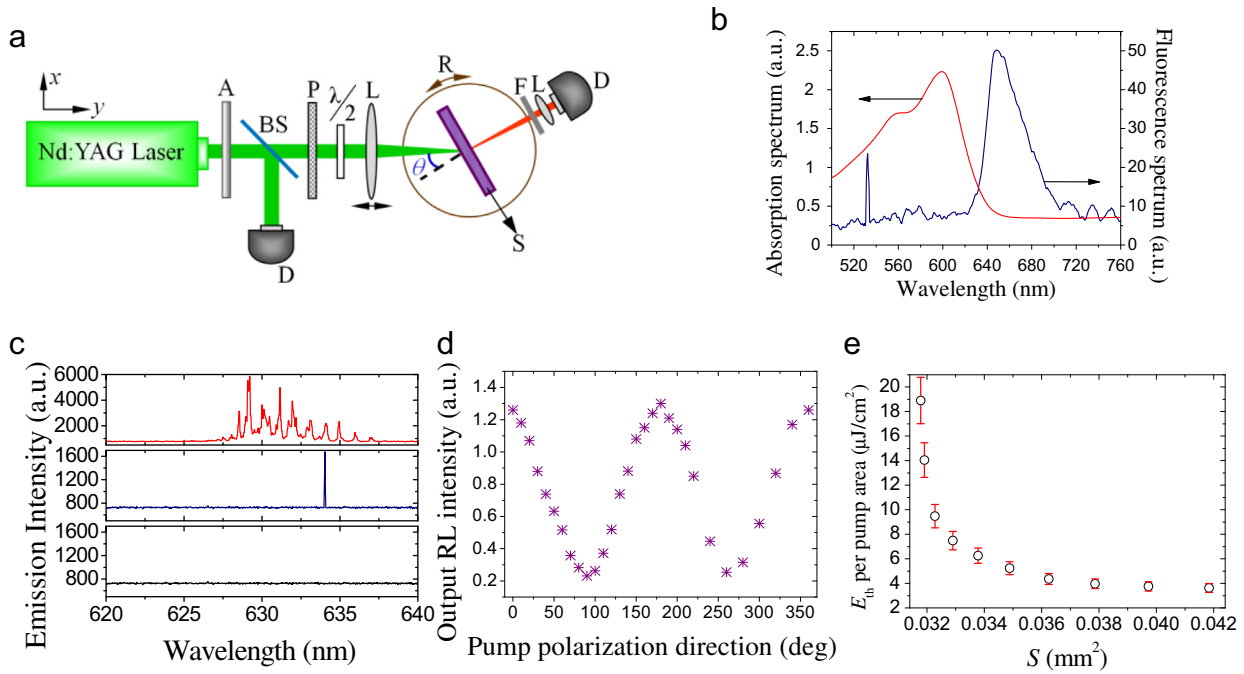 a
x
y
Nd:YAG Laser
A
BS
D
P
λ/2
L
R
θ
S
F
L
D
b
Absorption spectrum (a.u.)
2.5
2
1.5
1
0.5
0
520 560 600 640 680 720 760
Wavelength (nm)
50
40
30
20
10
0
Fluorescence spetrum (a.u.)
c
Emission Intensity (a.u.)
6000
4000
2000
1600
1200
800
1600
1200
800
620 625 630 635 640
Wavelength (nm)
d
Output RL intensity
1.4
1.2
1.0
0.8
0.6
0.4
0.2
0 50 100 150 200 250 300 350
Pump polarization direction (deg)
e
Eth per pump area (μJ/cm²)
20
18
16
14
12
10
8
6
4
2
0.032 0.034 0.036 0.038 0.040 0.042
S (mm²)